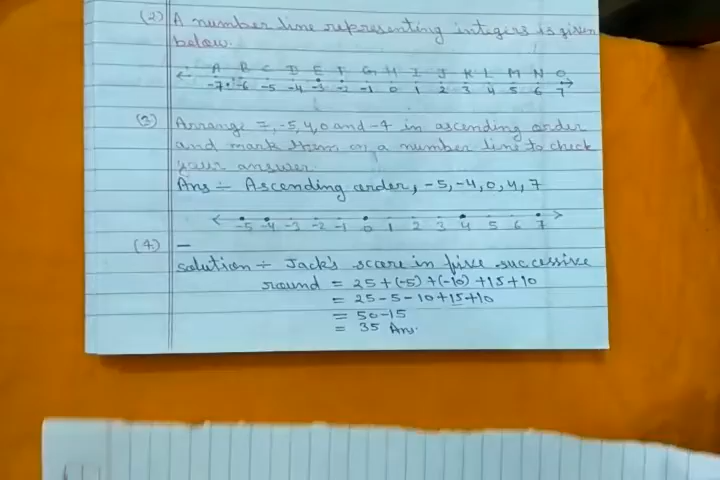 (2) A number line representing integers is given
below.
A B C D E F G H I J K L M N O
-7 -6 -5 -4 -3 -2 -1 0 1 2 3 4 5 6 7
(3) Arrange 7, -5, 4, 0 and -4 in ascending order
and mark them on a number line to check
your answer.
Ans ÷ Ascending order, -5, -4, 0, 4, 7
-5 -4 -3 -2 -1 0 1 2 3 4 5 6 7
(4) —
Solution ÷ Jack's score in five successive
round = 25 + (-5) + (-10) + 15 + 10
= 25 - 5 - 10 + 15 + 10
= 50 - 15
= 35 Ans.